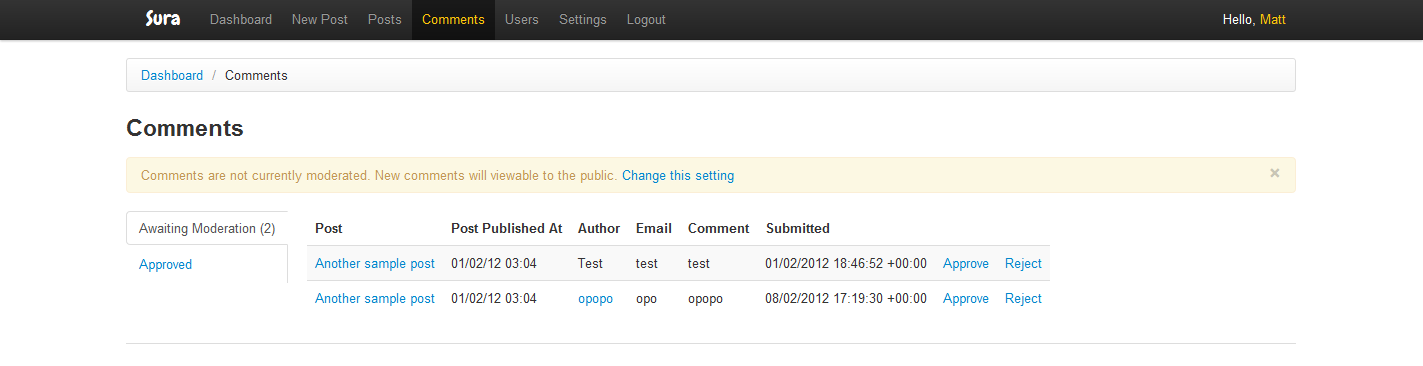 Sura Dashboard New Post Posts Comments Users Settings Logout Hello, Matt
Dashboard / Comments
Comments
Comments are not currently moderated. New comments will viewable to the public. Change this setting ×
Awaiting Moderation (2)
Approved
Post Post Published At Author Email Comment Submitted
Another sample post 01/02/12 03:04 Test test test 01/02/2012 18:46:52 +00:00 Approve Reject
Another sample post 01/02/12 03:04 opopo opo opopo 08/02/2012 17:19:30 +00:00 Approve Reject